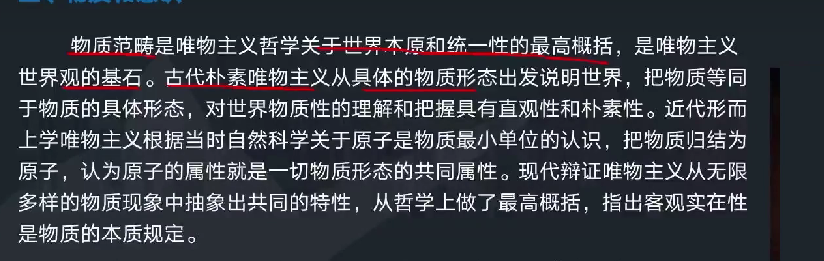 物质范畴是唯物主义哲学关于世界本原和统一性的最高概括，是唯物主义
世界观的基石。古代朴素唯物主义从具体的物质形态出发说明世界，把物质等同
于物质的具体形态，对世界物质性的理解和把握具有直观性和朴素性。近代形而
上学唯物主义根据当时自然科学关于原子是物质最小单位的认识，把物质归结为
原子，认为原子的属性就是一切物质形态的共同属性。现代辩证唯物主义从无限
多样的物质现象中抽象出共同的特性，从哲学上做了最高概括，指出客观实在性
是物质的本质规定。